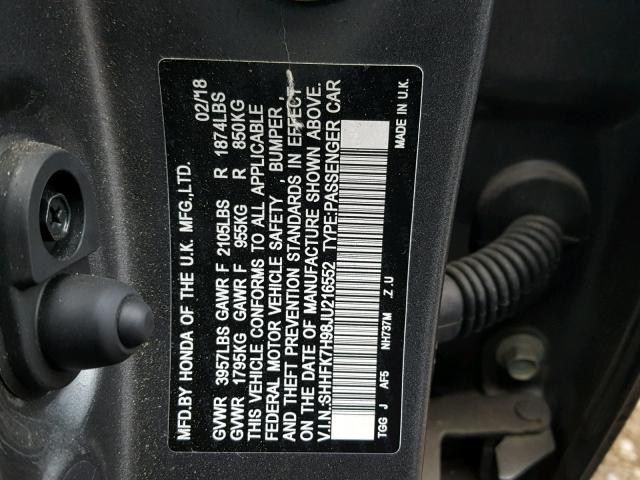 MFD.BY HONDA OF THE U.K. MFG.,LTD. 02/18
GVWR 3957LBS GAWR F 2105LBS R 1874LBS
GVWR 1795KG GAWR F 955KG R 850KG
THIS VEHICLE CONFORMS TO ALL APPLICABLE
FEDERAL MOTOR VEHICLE SAFETY , BUMPER ,
AND THEFT PREVENTION STANDARDS IN EFFECT
ON THE DATE OF MANUFACTURE SHOWN ABOVE.
V.I.N.:SHHFK7H98JU216552 TYPE:PASSENGER CAR
TGG J AF5 NH737M Z .U MADE IN U.K.